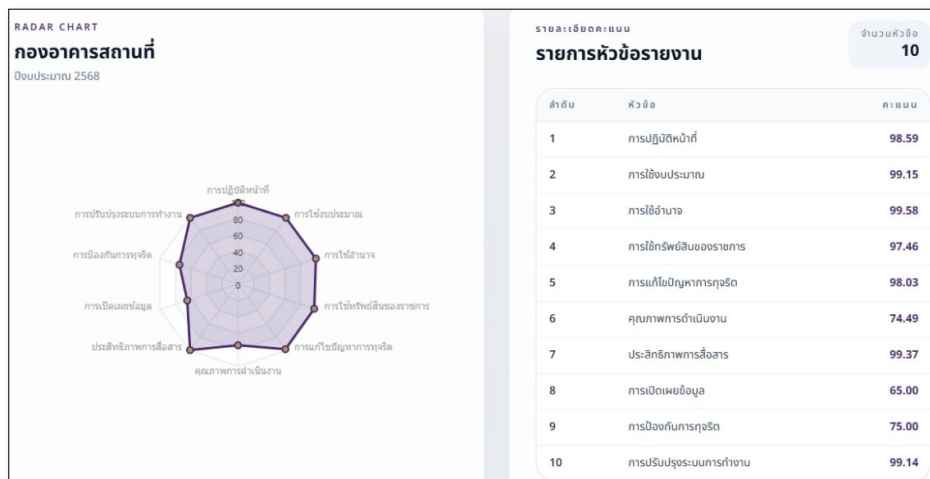 RADAR CHART
กองอาคารสถานที่
ปีงบประมาณ 2568
การปฏิบัติหน้าที่
การปรับปรุงระบบการทำงาน
การใช้งบประมาณ
80
60
การป้องกันการทุจริต
40
การใช้อำนาจ
20
0
การเปิดเผยข้อมูล
การใช้ทรัพย์สินของราชการ
ประสิทธิภาพการสื่อสาร
การแก้ไขปัญหาการทุจริต
คุณภาพการดำเนินงาน
รายละเอียดคะแนน
รายการหัวข้อรายงาน
จำนวนหัวข้อ
10
ลำดับ หัวข้อ คะแนน
1 การปฏิบัติหน้าที่ 98.59
2 การใช้งบประมาณ 99.15
3 การใช้อำนาจ 99.58
4 การใช้ทรัพย์สินของราชการ 97.46
5 การแก้ไขปัญหาการทุจริต 98.03
6 คุณภาพการดำเนินงาน 74.49
7 ประสิทธิภาพการสื่อสาร 99.37
8 การเปิดเผยข้อมูล 65.00
9 การป้องกันการทุจริต 75.00
10 การปรับปรุงระบบการทำงาน 99.14